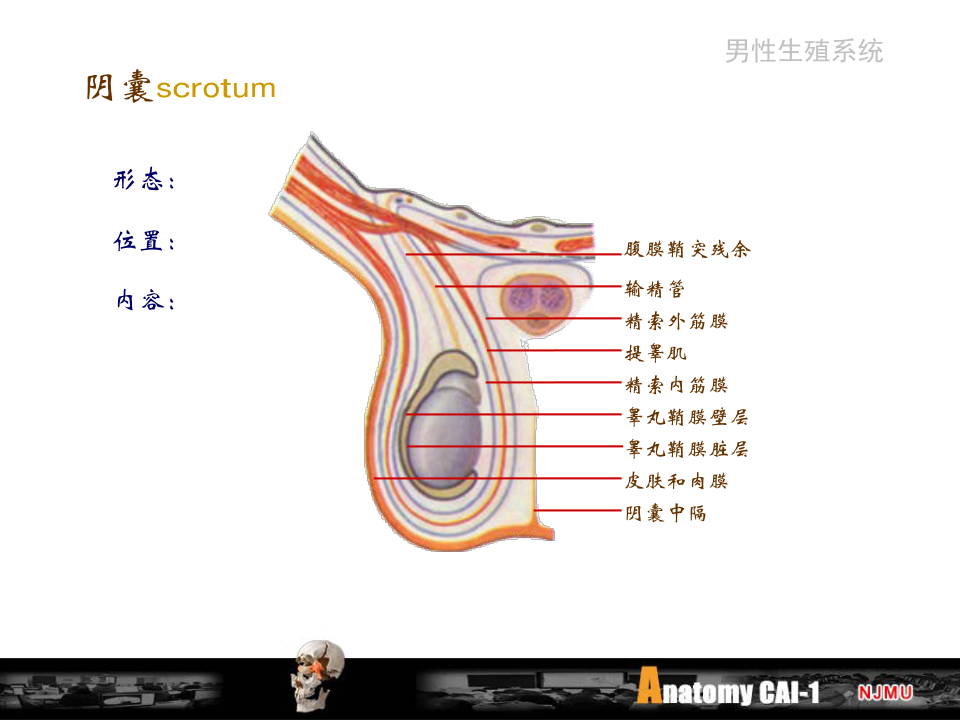 男性生殖系统
阴囊scrotum
形态：
位置：
内容：
腹膜鞘突残余
输精管
精索外筋膜
提睾肌
精索内筋膜
睾丸鞘膜壁层
睾丸鞘膜脏层
皮肤和肉膜
阴囊中隔
Anatomy CAI-1
NJMU